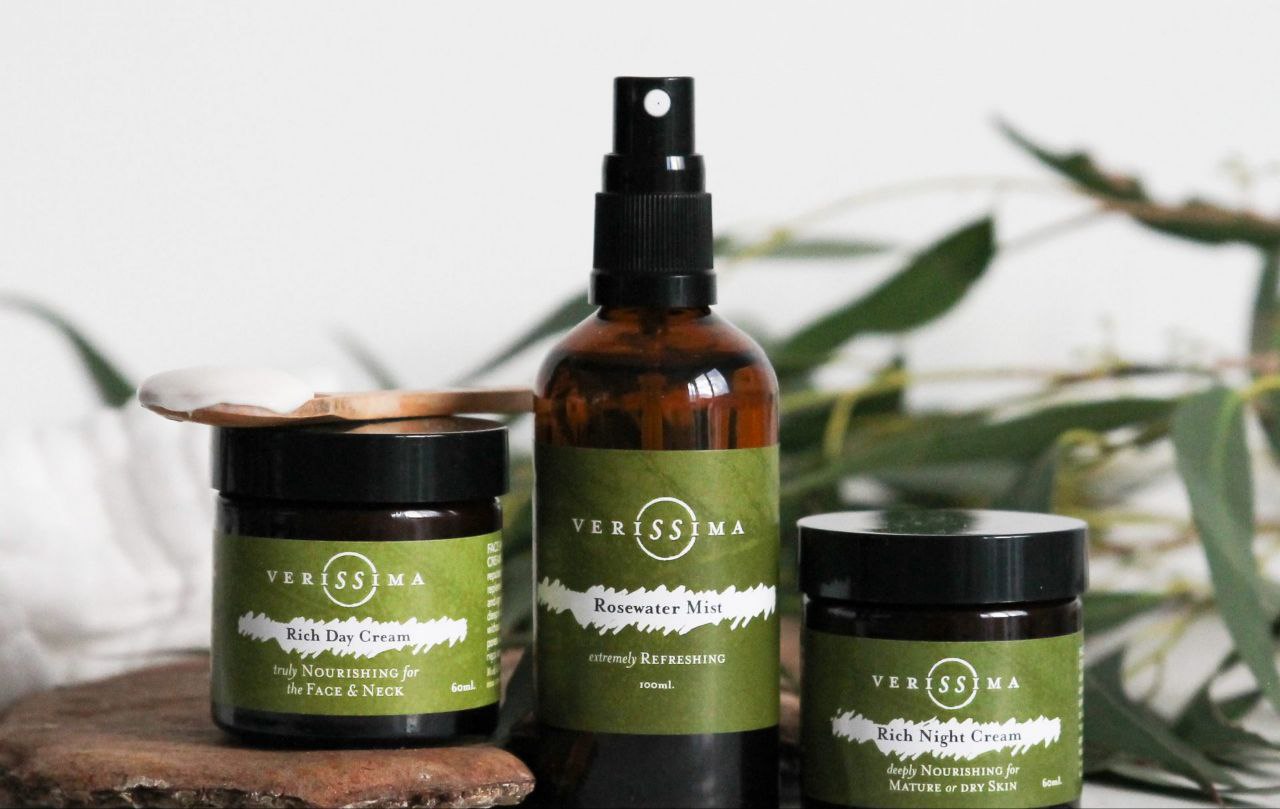 VERISSIMA
Rich Day Cream
truly NOURISHING for
the FACE & NECK
60ml.
VERISSIMA
Rosewater Mist
extremely REFRESHING
100ml.
VERISSIMA
Rich Night Cream
deeply NOURISHING for
MATURE or DRY SKIN
60ml.